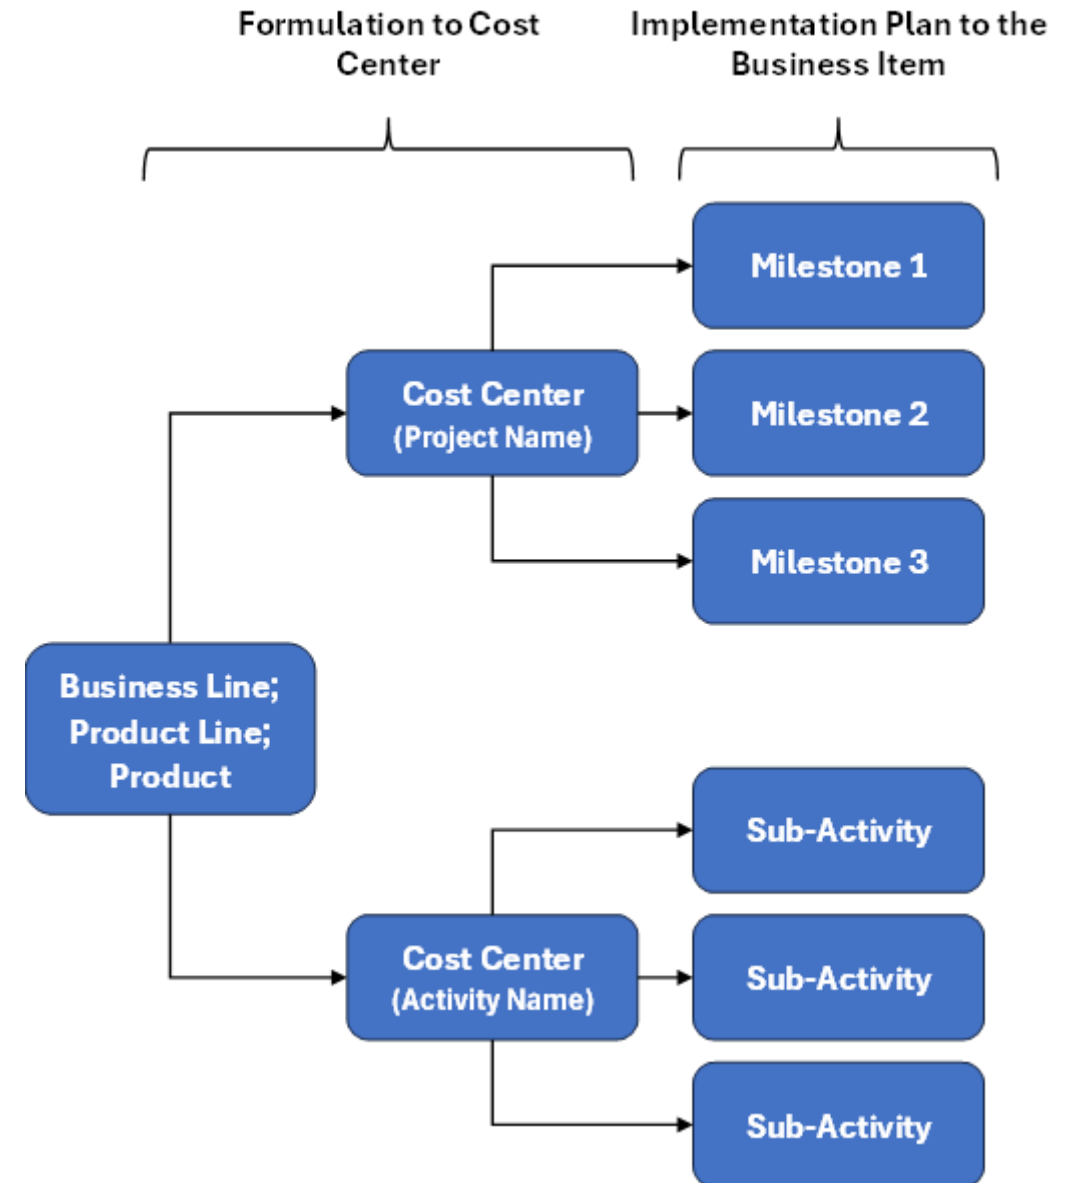 Formulation to Cost
Center
Implementation Plan to the
Business Item
Milestone 1
Cost Center
(Project Name)
Milestone 2
Milestone 3
Business Line;
Product Line;
Product
Sub-Activity
Cost Center
(Activity Name)
Sub-Activity
Sub-Activity